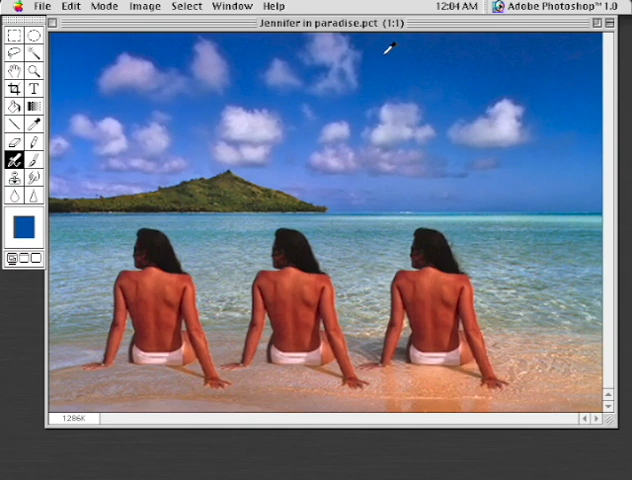 File Edit Mode Image Select Window Help 12:04 AM Adobe Photoshop™ 1.0
Jennifer in paradise.pct (1:1)
T
1286K